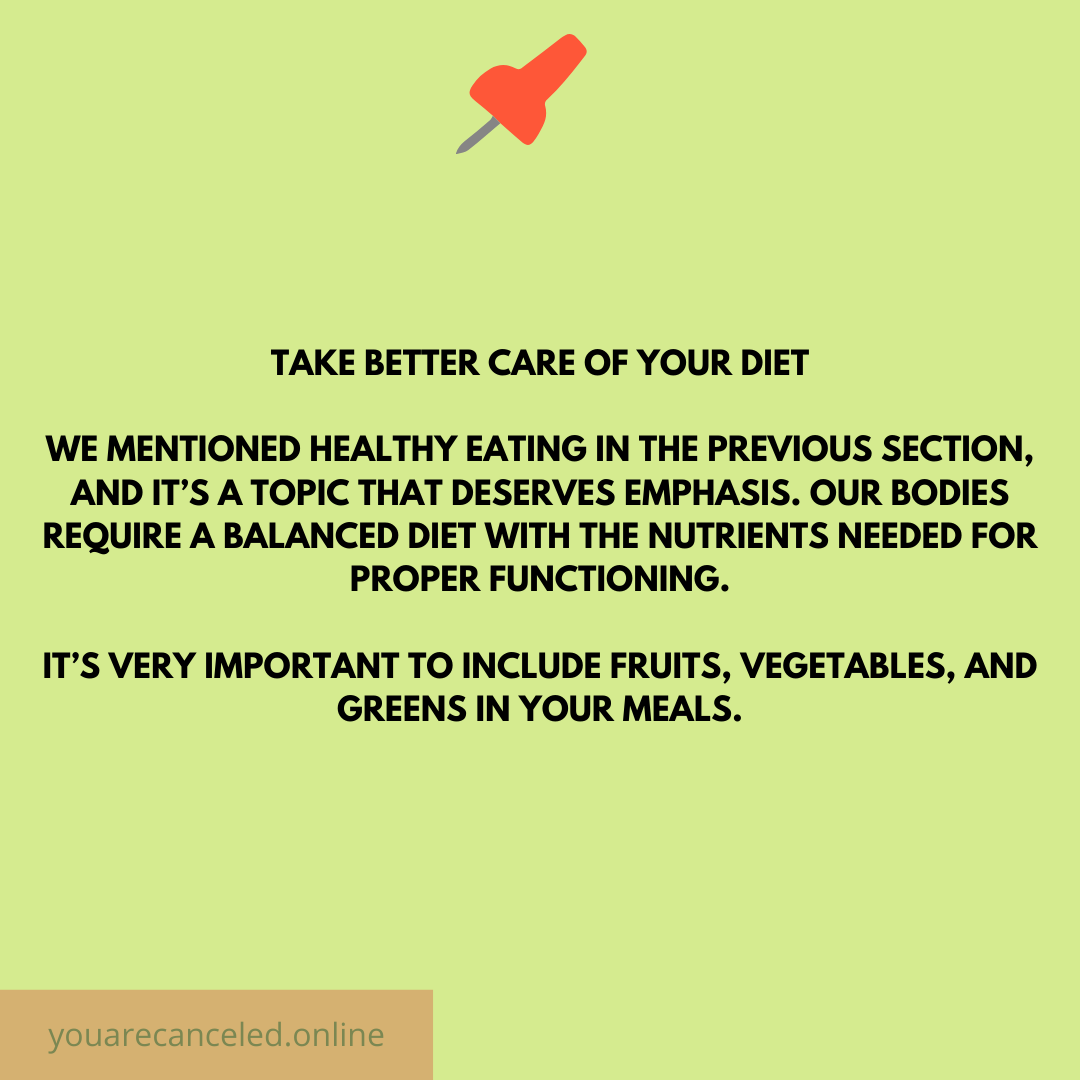 TAKE BETTER CARE OF YOUR DIET
WE MENTIONED HEALTHY EATING IN THE PREVIOUS SECTION,
AND IT’S A TOPIC THAT DESERVES EMPHASIS. OUR BODIES
REQUIRE A BALANCED DIET WITH THE NUTRIENTS NEEDED FOR
PROPER FUNCTIONING.
IT’S VERY IMPORTANT TO INCLUDE FRUITS, VEGETABLES, AND
GREENS IN YOUR MEALS.
youarecanceled.online